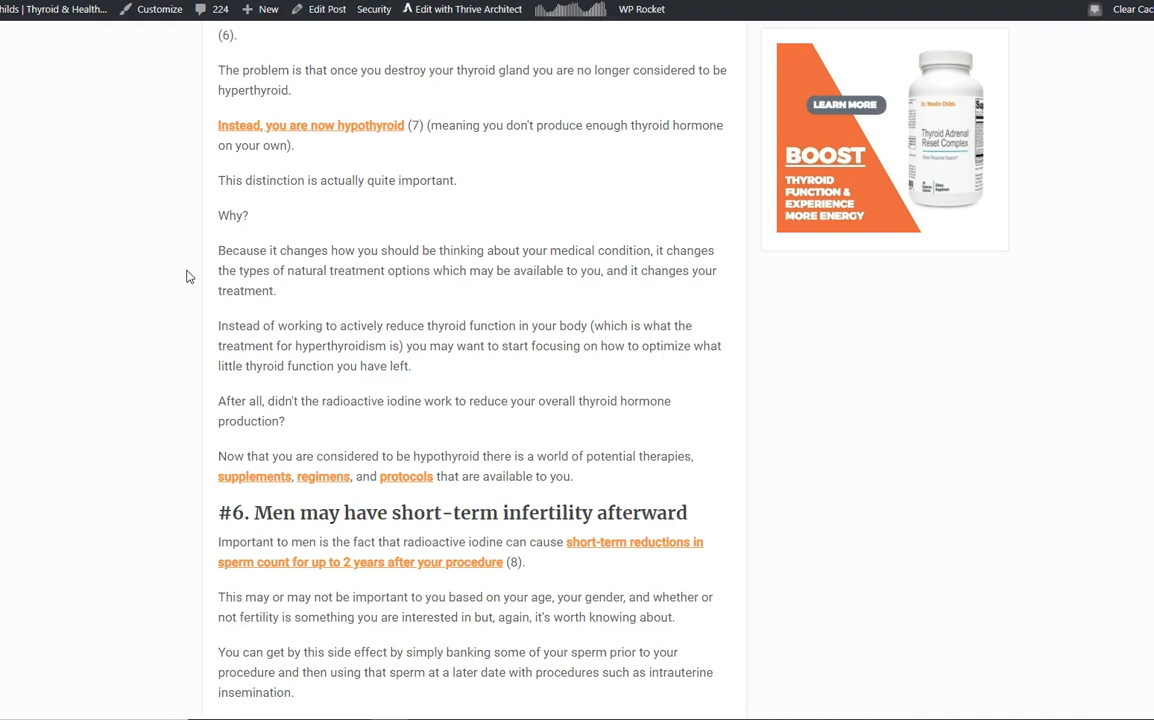 hilds | Thyroid & Health... Customize 224 New Edit Post Security Edit with Thrive Architect WP Rocket Clear Cac
(6).
The problem is that once you destroy your thyroid gland you are no longer considered to be
hyperthyroid.
Instead, you are now hypothyroid (7) (meaning you don't produce enough thyroid hormone
on your own).
This distinction is actually quite important.
Why?
Because it changes how you should be thinking about your medical condition, it changes
the types of natural treatment options which may be available to you, and it changes your
treatment.
Instead of working to actively reduce thyroid function in your body (which is what the
treatment for hyperthyroidism is) you may want to start focusing on how to optimize what
little thyroid function you have left.
After all, didn't the radioactive iodine work to reduce your overall thyroid hormone
production?
Now that you are considered to be hypothyroid there is a world of potential therapies,
supplements, regimens, and protocols that are available to you.
#6. Men may have short-term infertility afterward
Important to men is the fact that radioactive iodine can cause short-term reductions in
sperm count for up to 2 years after your procedure (8).
This may or may not be important to you based on your age, your gender, and whether or
not fertility is something you are interested in but, again, it's worth knowing about.
You can get by this side effect by simply banking some of your sperm prior to your
procedure and then using that sperm at a later date with procedures such as intrauterine
insemination.
LEARN MORE
BOOST
THYROID
FUNCTION &
EXPERIENCE
MORE ENERGY
Dr. Westin Childs
Thyroid Adrenal
Reset Complex